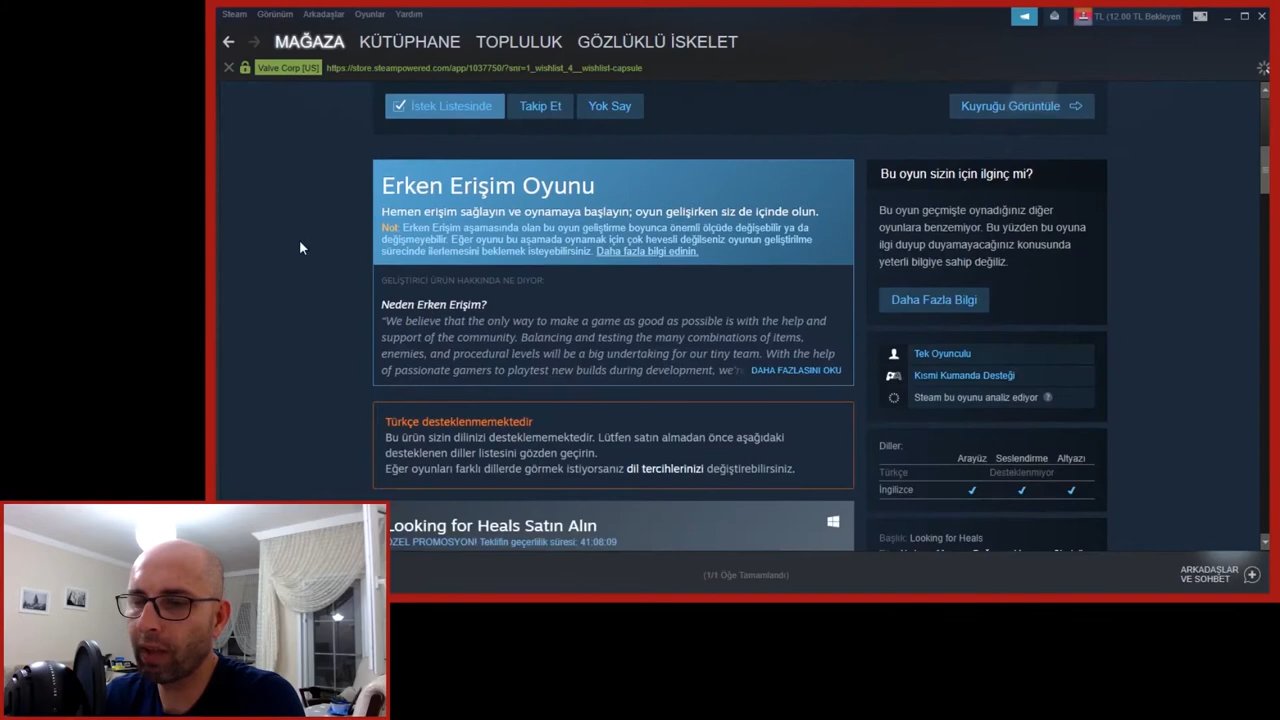 Steam Görünüm Arkadaşlar Oyunlar Yardım
TL (12.00 TL Bekleyen
MAĞAZA KÜTÜPHANE TOPLULUK GÖZLÜKLÜ İSKELET
Valve Corp [US] https://store.steampowered.com/app/1037750/?snr=1_wishlist_4__wishlist-capsule
İstek Listesinde Takip Et Yok Say Kuyruğu Görüntüle
Erken Erişim Oyunu
Hemen erişim sağlayın ve oynamaya başlayın; oyun gelişirken siz de içinde olun.
Not: Erken Erişim aşamasında olan bu oyun geliştirme boyunca önemli ölçüde değişebilir ya da
değişmeyebilir. Eğer oyunu bu aşamada oynamak için çok hevesli değilseniz oyunun geliştirilme
sürecinde ilerlemesini beklemek isteyebilirsiniz. Daha fazla bilgi edinin.
GELİŞTİRİCİ ÜRÜN HAKKINDA NE DİYOR:
Neden Erken Erişim?
"We believe that the only way to make a game as good as possible is with the help and
support of the community. Balancing and testing the many combinations of items,
enemies, and procedural levels will be a big undertaking for our tiny team. With the help
of passionate gamers to playtest new builds during development, we're DAHA FAZLASINI OKU
Türkçe desteklenmemektedir
Bu ürün sizin dilinizi desteklememektedir. Lütfen satın almadan önce aşağıdaki
desteklenen diller listesini gözden geçirin.
Eğer oyunları farklı dillerde görmek istiyorsanız dil tercihlerinizi değiştirebilirsiniz.
Looking for Heals Satın Alın
ÖZEL PROMOSYON! Teklifin geçerlilik süresi: 41:08:09
Bu oyun sizin için ilginç mi?
Bu oyun geçmişte oynadığınız diğer
oyunlara benzemiyor. Bu yüzden bu oyuna
ilgi duyup duyamayacağınız konusunda
yeterli bilgiye sahip değiliz.
Daha Fazla Bilgi
Tek Oyunculu
Kısmi Kumanda Desteği
Steam bu oyunu analiz ediyor ?
Diller:
Arayüz Seslendirme Altyazı
Türkçe Desteklenmiyor
İngilizce ✔ ✔ ✔
Başlık: Looking for Heals
(1/1 Öğe Tamamlandı)
ARKADAŞLAR
VE SOHBET